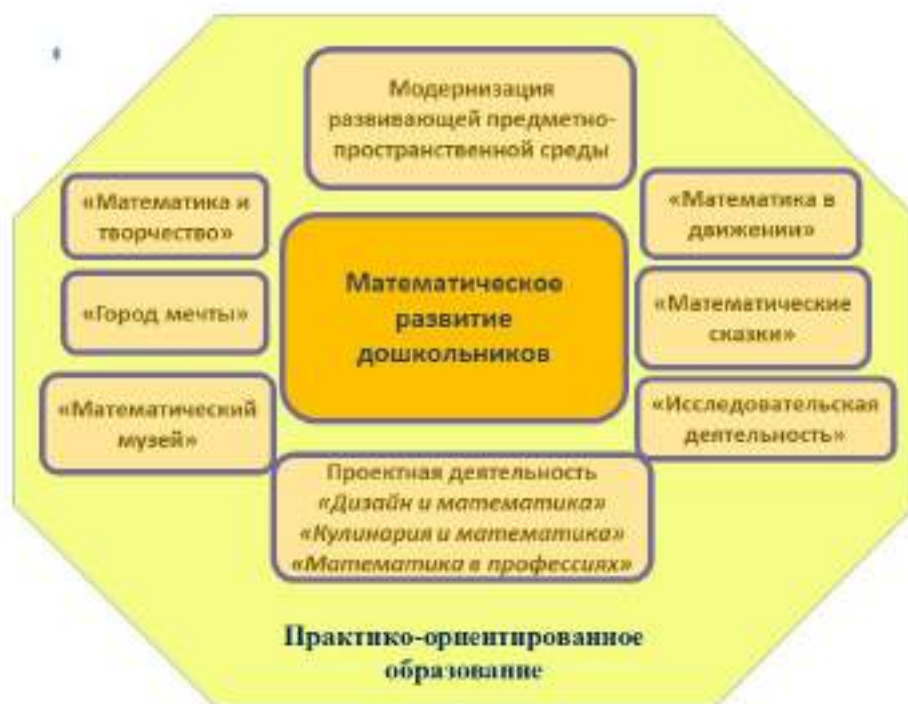 Модернизация
развивающей предметно-
пространственной среды
«Математика и
творчество»
«Математика в
движении»
Математическое
развитие
дошкольников
«Город мечты»
«Математические
сказки»
«Математический
музей»
«Исследовательская
деятельность»
Проектная деятельность
«Дизайн и математика»
«Кулинария и математика»
«Математика в профессиях»
Практико-ориентированное
образование